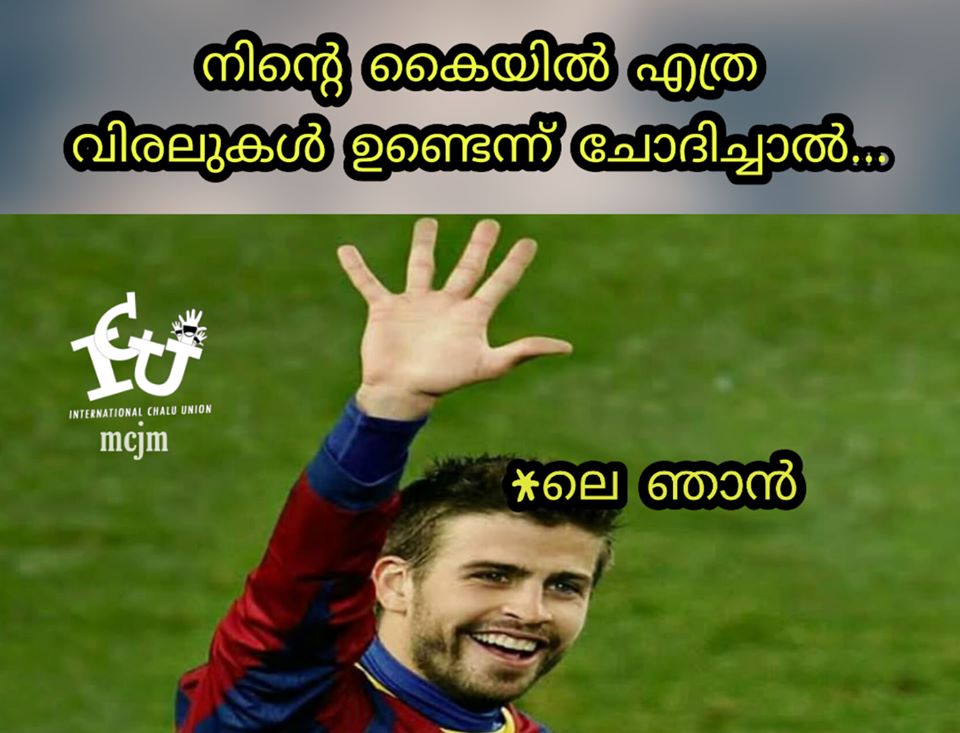 നിന്റെ കൈയിൽ എത്ര
വിരലുകൾ ഉണ്ടെന്ന് ചോദിച്ചാൽ...
ICU
INTERNATIONAL CHALU UNION
mcjm
*ലെ ഞാൻ